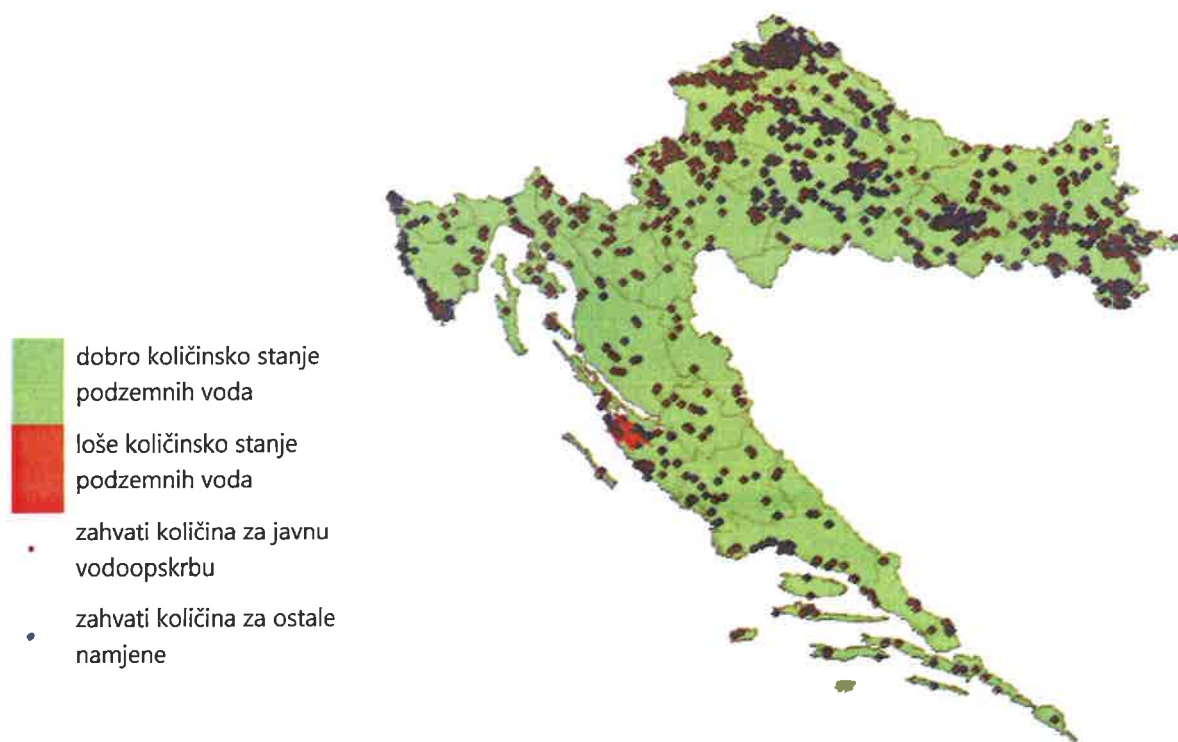 dobro količinsko stanje
podzemnih voda
loše količinsko stanje
podzemnih voda
zahvati količina za javnu
vodoopskrbu
zahvati količina za ostale
namjene